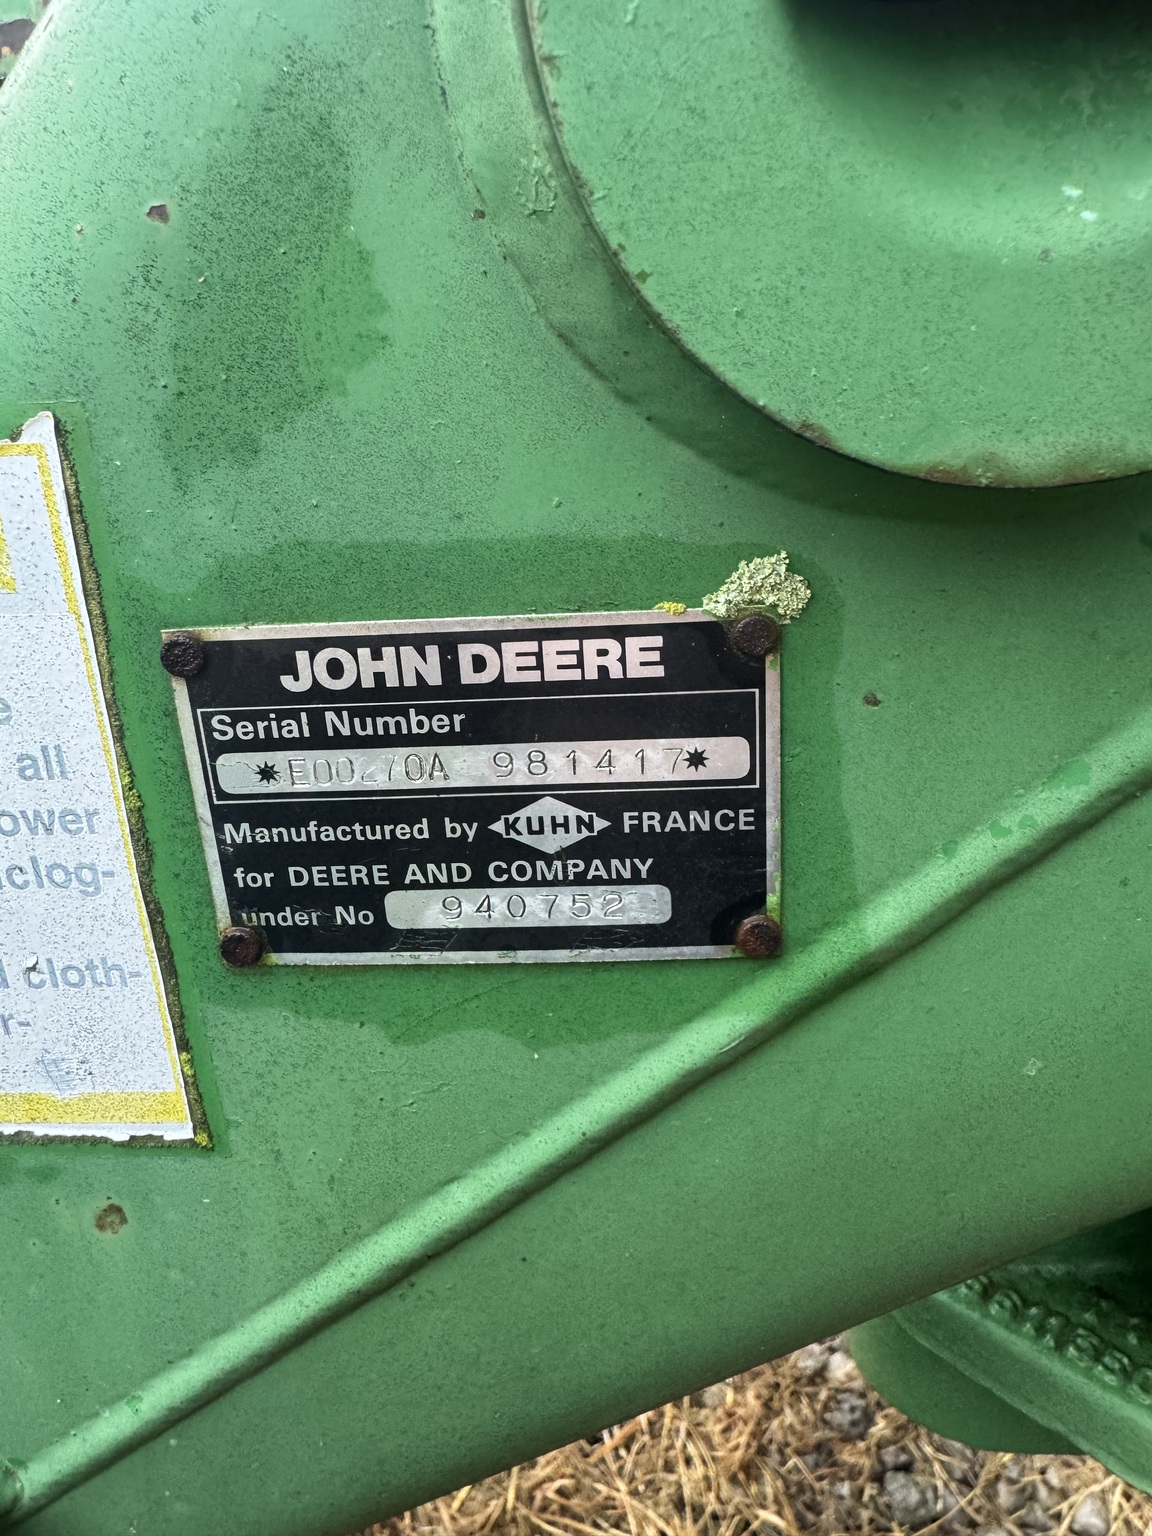 JOHN DEERE
Serial Number
*E00270A 981417*
Manufactured by KUHN FRANCE
for DEERE AND COMPANY
under No 940752
all
ower
clog-
cloth-
r-